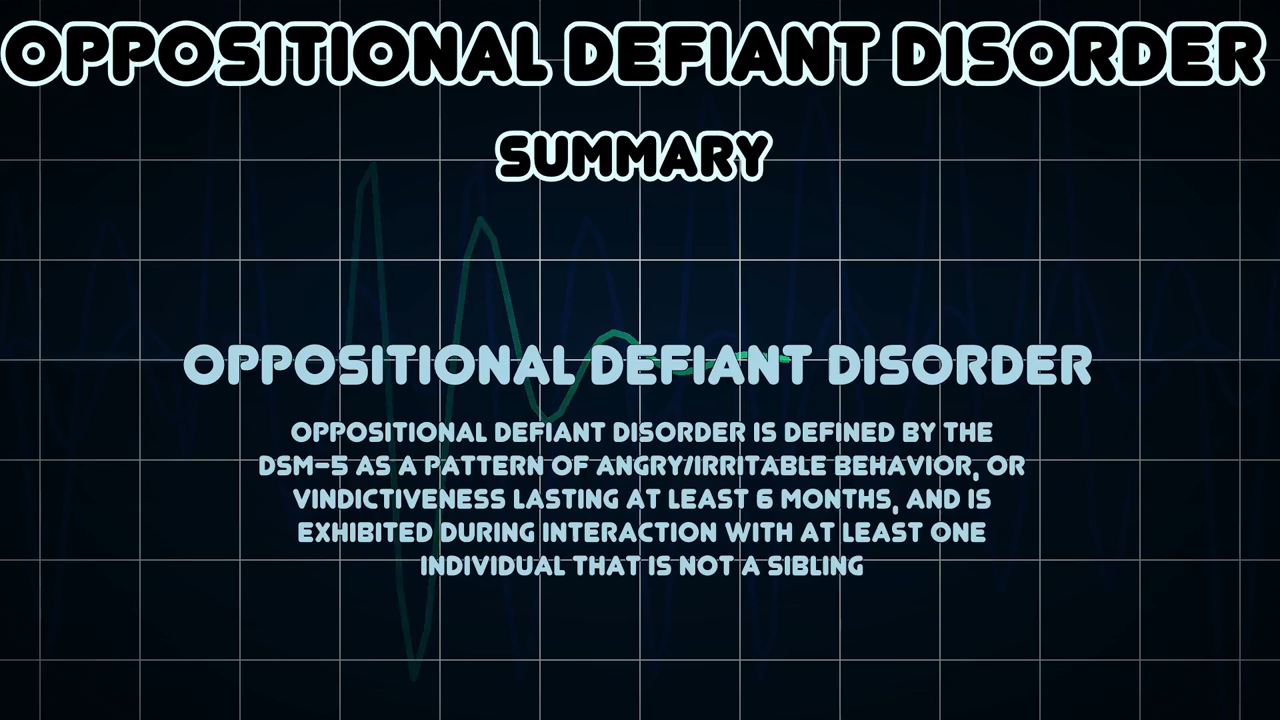 OPPOSITIONAL DEFIANT DISORDER
SUMMARY
OPPOSITIONAL DEFIANT DISORDER
OPPOSITIONAL DEFIANT DISORDER IS DEFINED BY THE
DSM-5 AS A PATTERN OF ANGRY/IRRITABLE BEHAVIOR, OR
VINDICTIVENESS LASTING AT LEAST 6 MONTHS, AND IS
EXHIBITED DURING INTERACTION WITH AT LEAST ONE
INDIVIDUAL THAT IS NOT A SIBLING